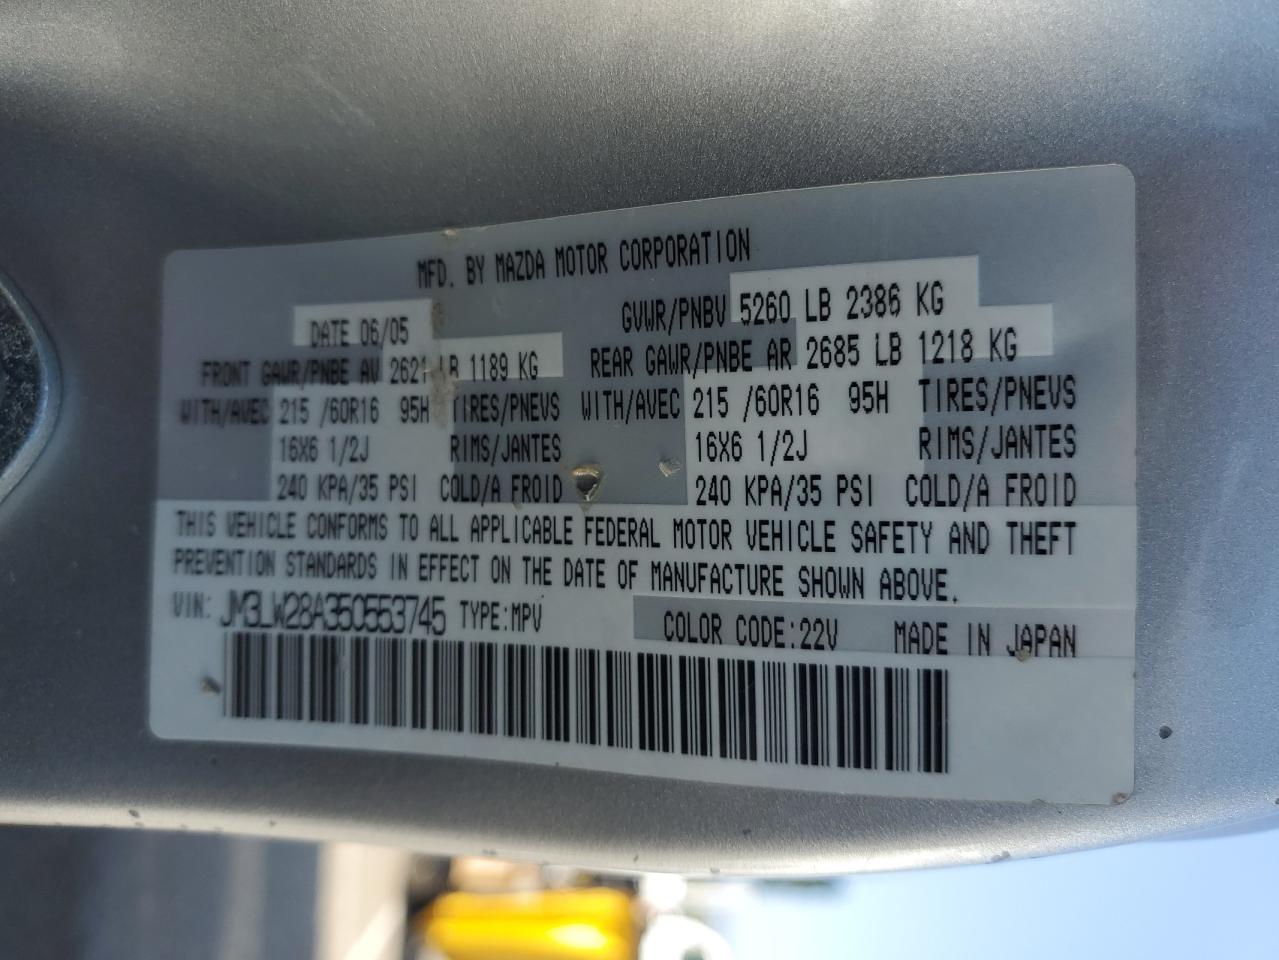 MFD. BY MAZDA MOTOR CORPORATION
DATE 06/05 GVWR/PNBV 5260 LB 2386 KG
FRONT GAWR/PNBE AV 2621 LB 1189 KG REAR GAWR/PNBE AR 2685 LB 1218 KG
WITH/AVEC 215 /60R16 95H TIRES/PNEVS WITH/AVEC 215 /60R16 95H TIRES/PNEVS
16X6 1/2J RIMS/JANTES 16X6 1/2J RIMS/JANTES
240 KPA/35 PSI COLD/A FROID 240 KPA/35 PSI COLD/A FROID
THIS VEHICLE CONFORMS TO ALL APPLICABLE FEDERAL MOTOR VEHICLE SAFETY AND THEFT
PREVENTION STANDARDS IN EFFECT ON THE DATE OF MANUFACTURE SHOWN ABOVE.
VIN: JM3LW28A350553745 TYPE:MPV COLOR CODE:22V MADE IN JAPAN